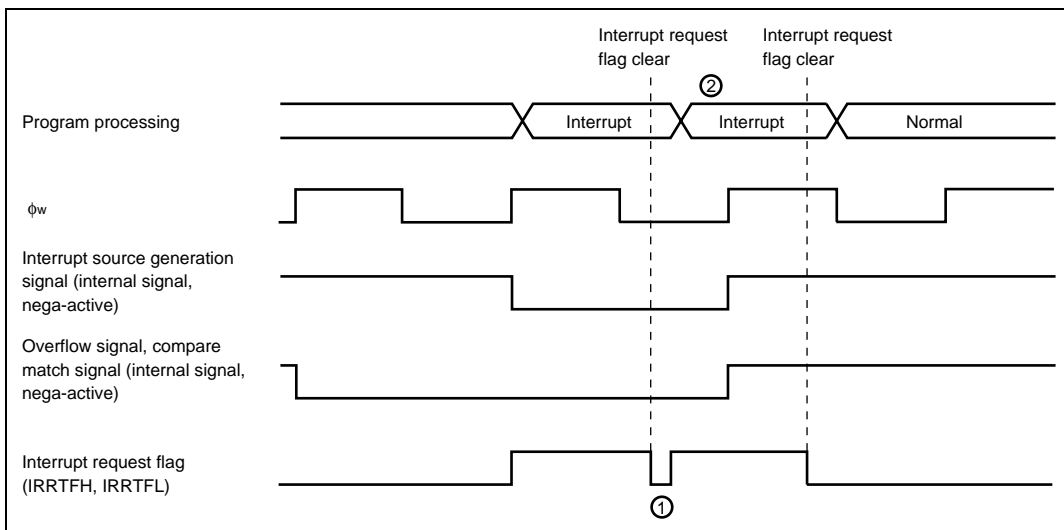 Interrupt request
flag clear
Interrupt request
flag clear
②
Program processing
Interrupt
Interrupt
Normal
ϕw
Interrupt source generation
signal (internal signal,
nega-active)
Overflow signal, compare
match signal (internal signal,
nega-active)
Interrupt request flag
(IRRTFH, IRRTFL)
①